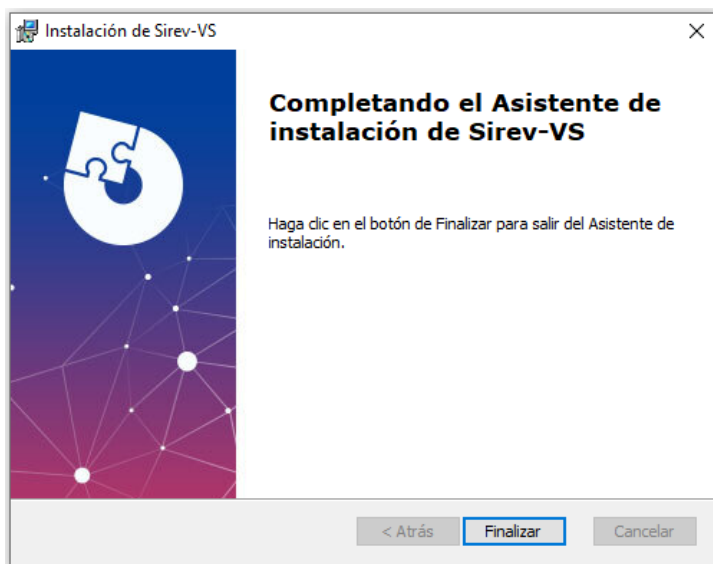 Instalación de Sirev-VS
Completando el Asistente de
instalación de Sirev-VS
Haga clic en el botón de Finalizar para salir del Asistente de
instalación.
< Atrás
Finalizar
Cancelar